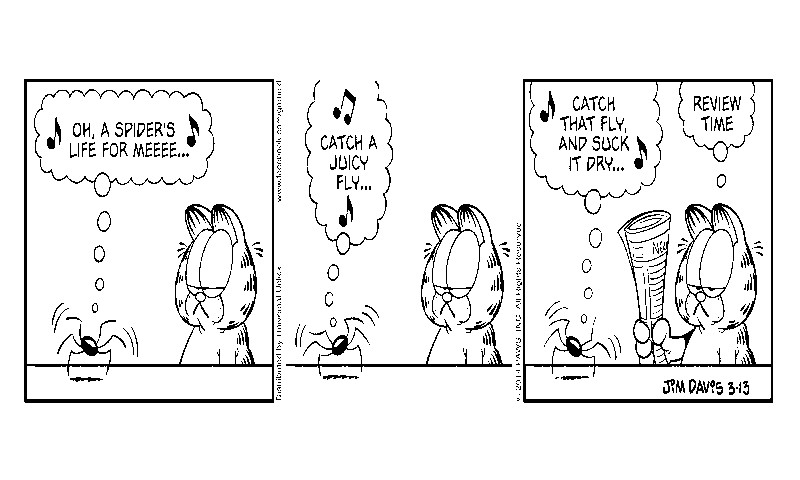 OH, A SPIDER'S
LIFE FOR MEEEE...
CATCH A
JUICY
FLY...
CATCH
THAT FLY,
AND SUCK
IT DRY...
REVIEW
TIME
JIM DAVIS 3-13